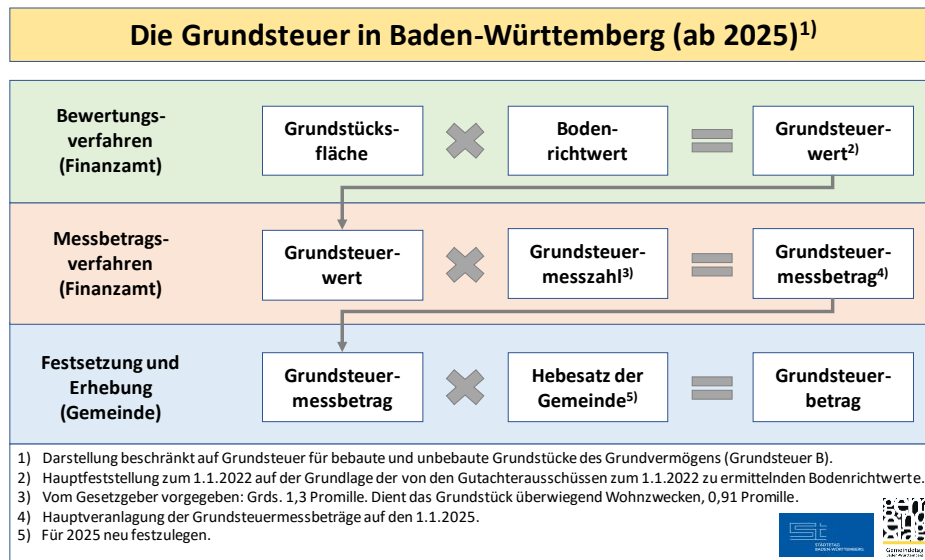 Die Grundsteuer in Baden-Württemberg (ab 2025)1)
Bewertungs-
verfahren
(Finanzamt)
Grundstücks-
fläche
Boden-
richtwert
Grundsteuer-
wert2)
Messbetrags-
verfahren
(Finanzamt)
Grundsteuer-
wert
Grundsteuer-
messzahl3)
Grundsteuer-
messbetrag4)
Festsetzung und
Erhebung
(Gemeinde)
Grundsteuer-
messbetrag
Hebesatz der
Gemeinde5)
Grundsteuer-
betrag
1) Darstellung beschränkt auf Grundsteuer für bebaute und unbebaute Grundstücke des Grundvermögens (Grundsteuer B).
2) Hauptfeststellung zum 1.1.2022 auf der Grundlage der von den Gutachterausschüssen zum 1.1.2022 zu ermittelnden Bodenrichtwerte.
3) Vom Gesetzgeber vorgegeben: Grds. 1,3 Promille. Dient das Grundstück überwiegend Wohnzwecken, 0,91 Promille.
4) Hauptveranlagung der Grundsteuermessbeträge auf den 1.1.2025.
5) Für 2025 neu festzulegen.
STÄDTETAG
BADEN-WÜRTTEMBERG
Gemeindetag